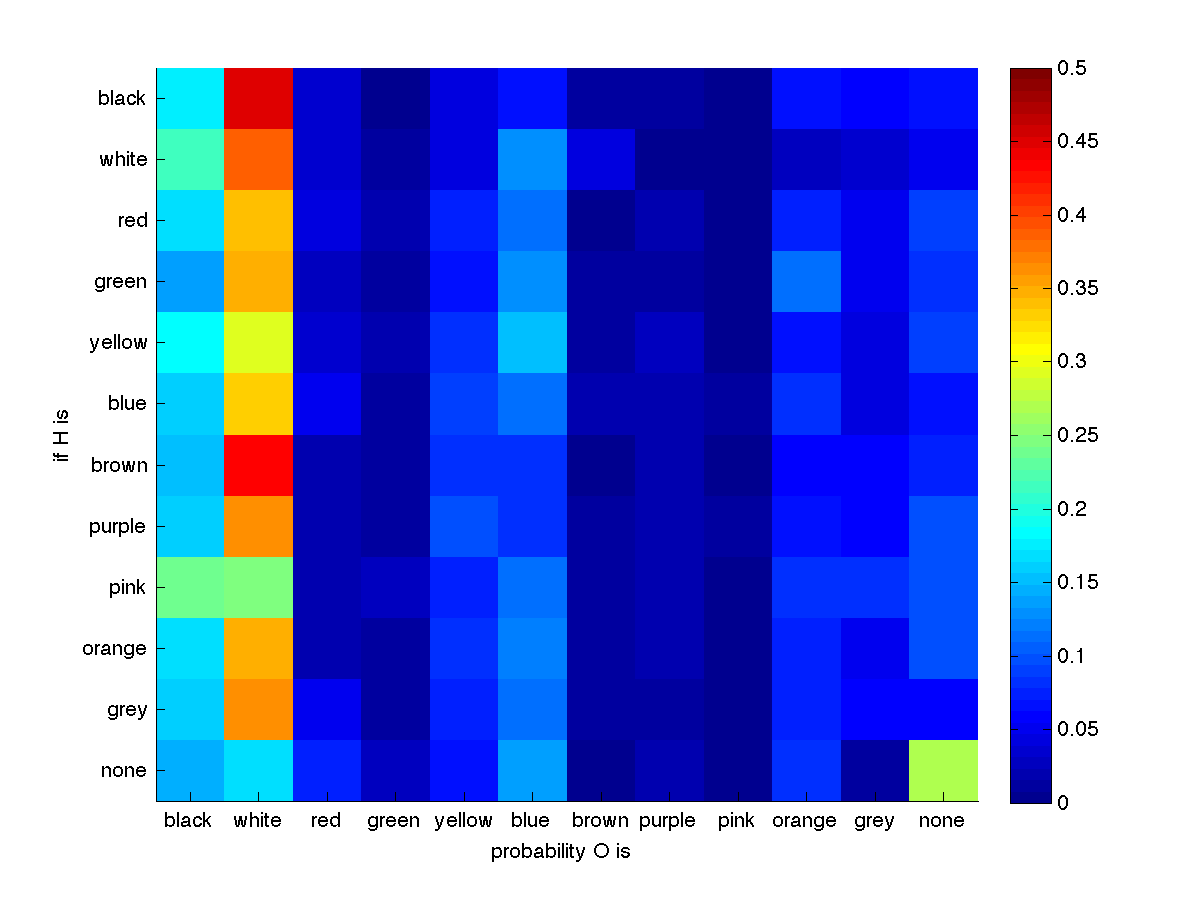 black
white
red
green
yellow
blue
brown
purple
pink
orange
grey
none
if H is
black white red green yellow blue brown purple pink orange grey none
probability O is
0.5
0.45
0.4
0.35
0.3
0.25
0.2
0.15
0.1
0.05
0